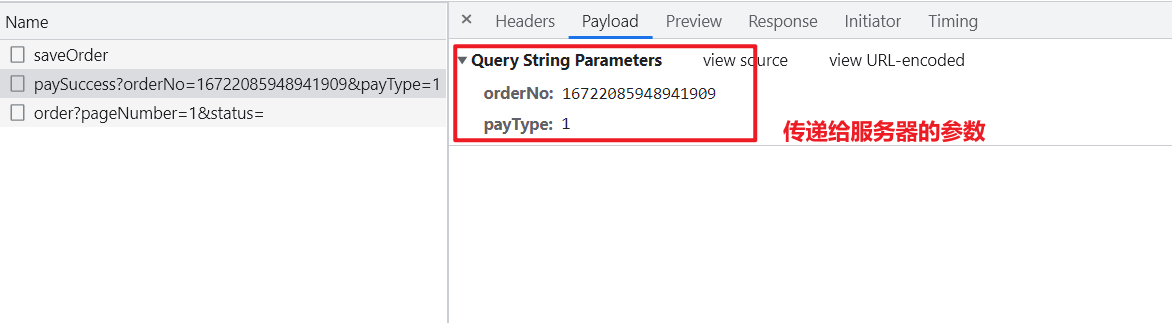 Name
saveOrder
paySuccess?orderNo=16722085948941909&payType=1
order?pageNumber=1&status=
× Headers Payload Preview Response Initiator Timing
▼ Query String Parameters view source view URL-encoded
orderNo: 16722085948941909
payType: 1
传递给服务器的参数